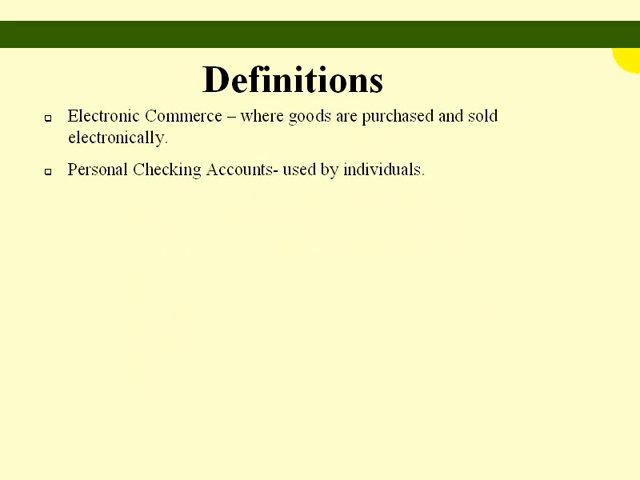 Definitions
Electronic Commerce – where goods are purchased and sold
electronically.
Personal Checking Accounts- used by individuals.